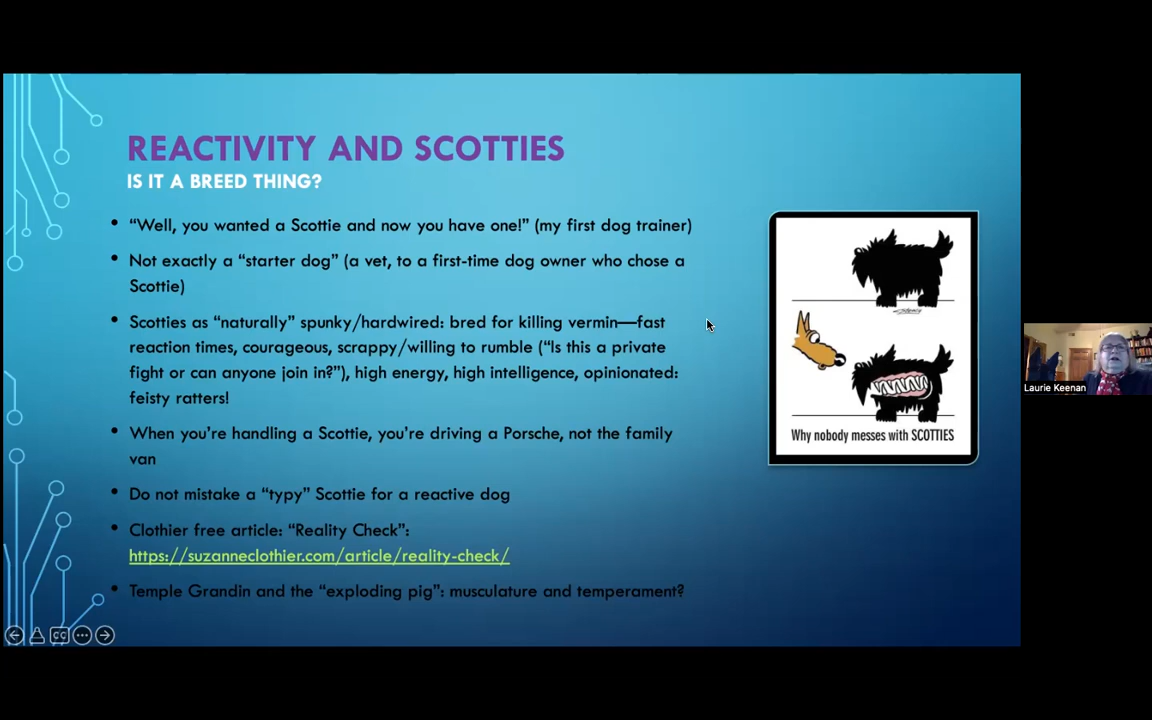 REACTIVITY AND SCOTTIES
IS IT A BREED THING?
• “Well, you wanted a Scottie and now you have one!” (my first dog trainer)
• Not exactly a “starter dog” (a vet, to a first-time dog owner who chose a
Scottie)
• Scotties as “naturally” spunky/hardwired: bred for killing vermin—fast
reaction times, courageous, scrappy/willing to rumble (“Is this a private
fight or can anyone join in?”), high energy, high intelligence, opinionated:
feisty ratters!
• When you’re handling a Scottie, you’re driving a Porsche, not the family
van
• Do not mistake a “typy” Scottie for a reactive dog
• Clothier free article: “Reality Check”:
https://suzanneclothier.com/article/reality-check/
• Temple Grandin and the “exploding pig”: musculature and temperament?
Why nobody messes with SCOTTIES
Laurie Keenan
CC